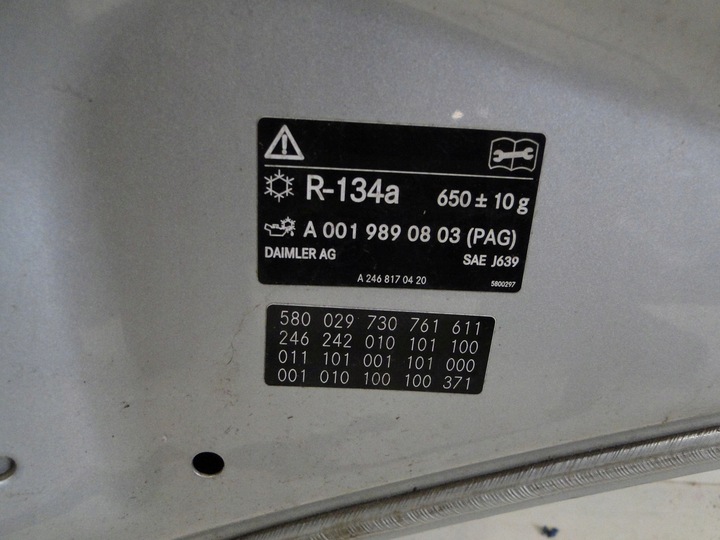 R-134a 650 ± 10 g
A 001 989 08 03 (PAG)
DAIMLER AG SAE J639
A 246 817 04 20 5800297
580 029 730 761 611
246 242 010 101 100
011 101 001 101 000
001 010 100 100 371